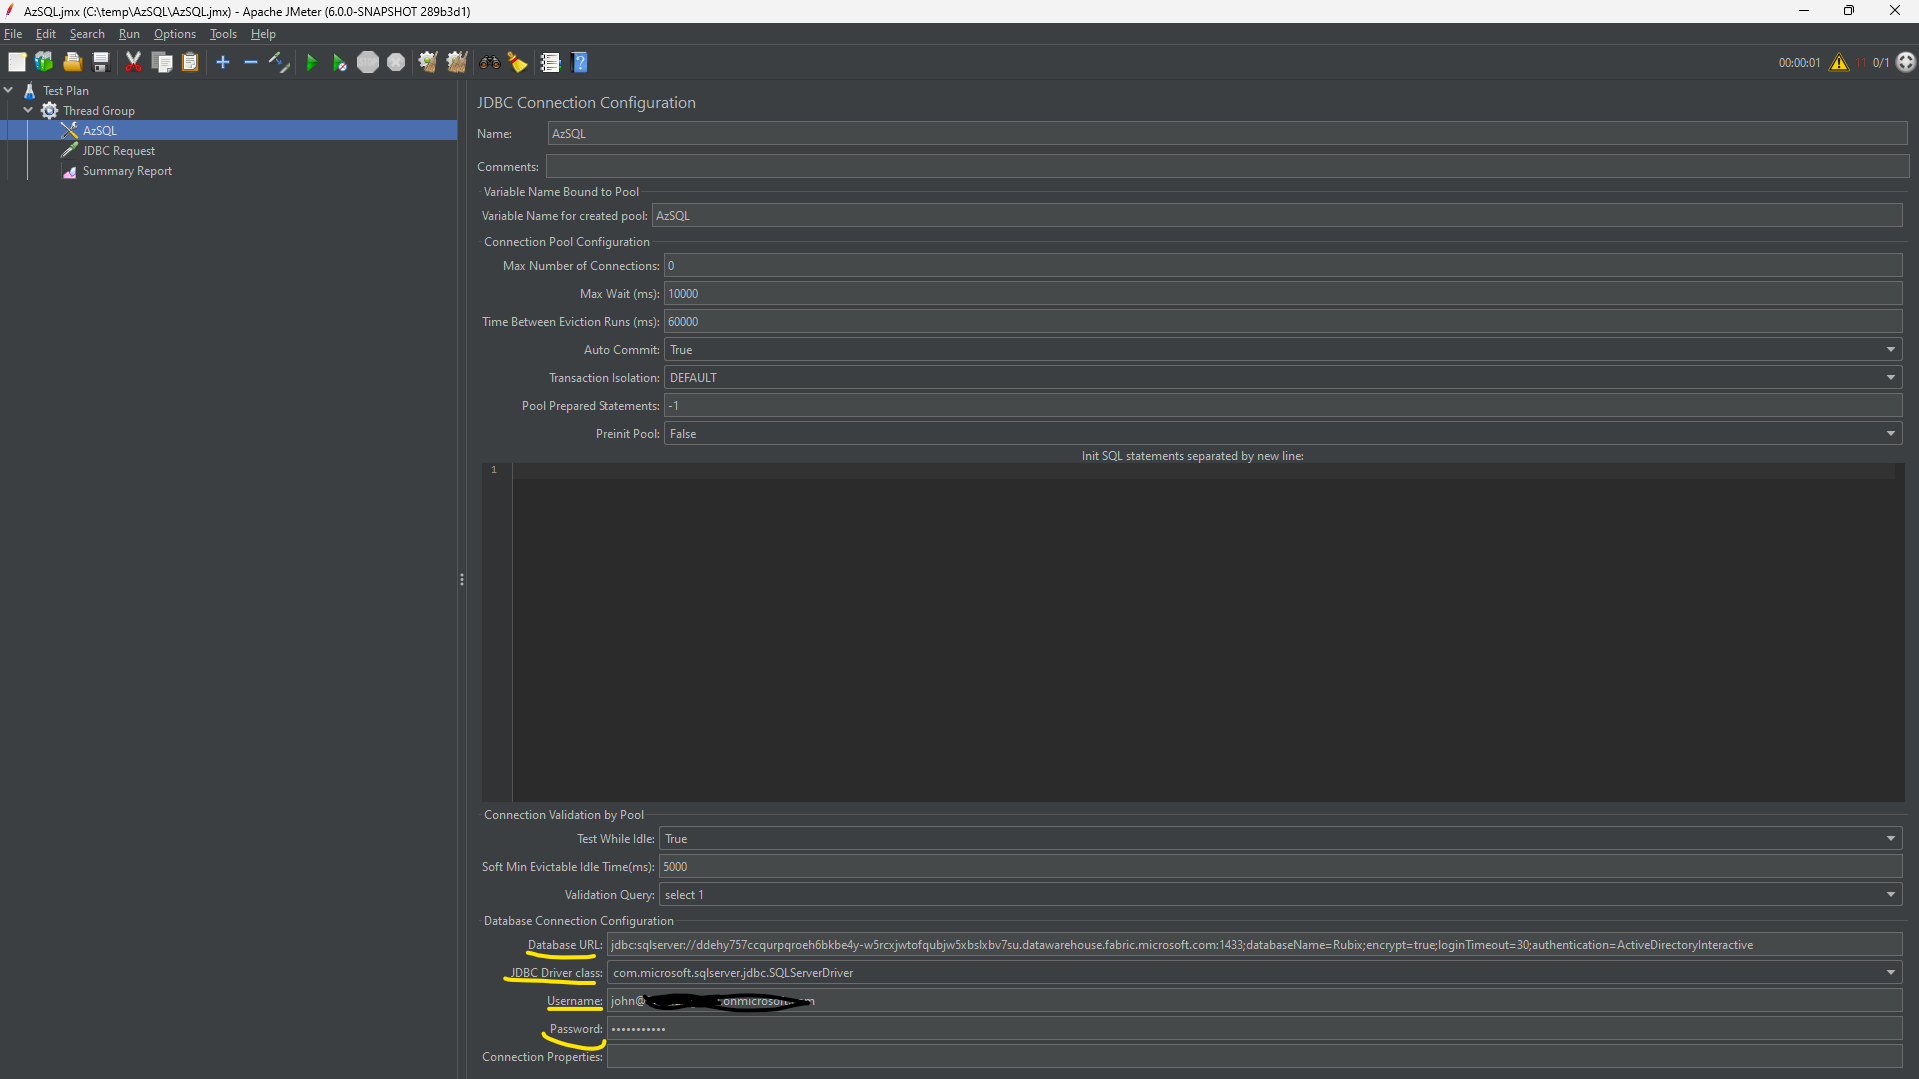 AzSQL.jmx (C:\temp\AzSQL\AzSQL.jmx) - Apache JMeter (6.0.0-SNAPSHOT 289b3d1)
File Edit Search Run Options Tools Help
00:00:01 11 0/1
Test Plan
Thread Group
AzSQL
JDBC Request
Summary Report
JDBC Connection Configuration
Name: AzSQL
Comments:
Variable Name Bound to Pool
Variable Name for created pool: AzSQL
Connection Pool Configuration
Max Number of Connections: 0
Max Wait (ms): 10000
Time Between Eviction Runs (ms): 60000
Auto Commit: True
Transaction Isolation: DEFAULT
Pool Prepared Statements: -1
Preinit Pool: False
Init SQL statements separated by new line:
1
Connection Validation by Pool
Test While Idle: True
Soft Min Evictable Idle Time(ms): 5000
Validation Query: select 1
Database Connection Configuration
Database URL: jdbc:sqlserver://ddehy757ccqurpqroeh6bkbe4y-w5rcxjwtofqubjw5xbslxbv7su.datawarehouse.fabric.microsoft.com:1433;databaseName=Rubix;encrypt=true;loginTimeout=30;authentication=ActiveDirectoryInteractive
JDBC Driver class: com.microsoft.sqlserver.jdbc.SQLServerDriver
Username: john@
Password: •••••••••••
Connection Properties: